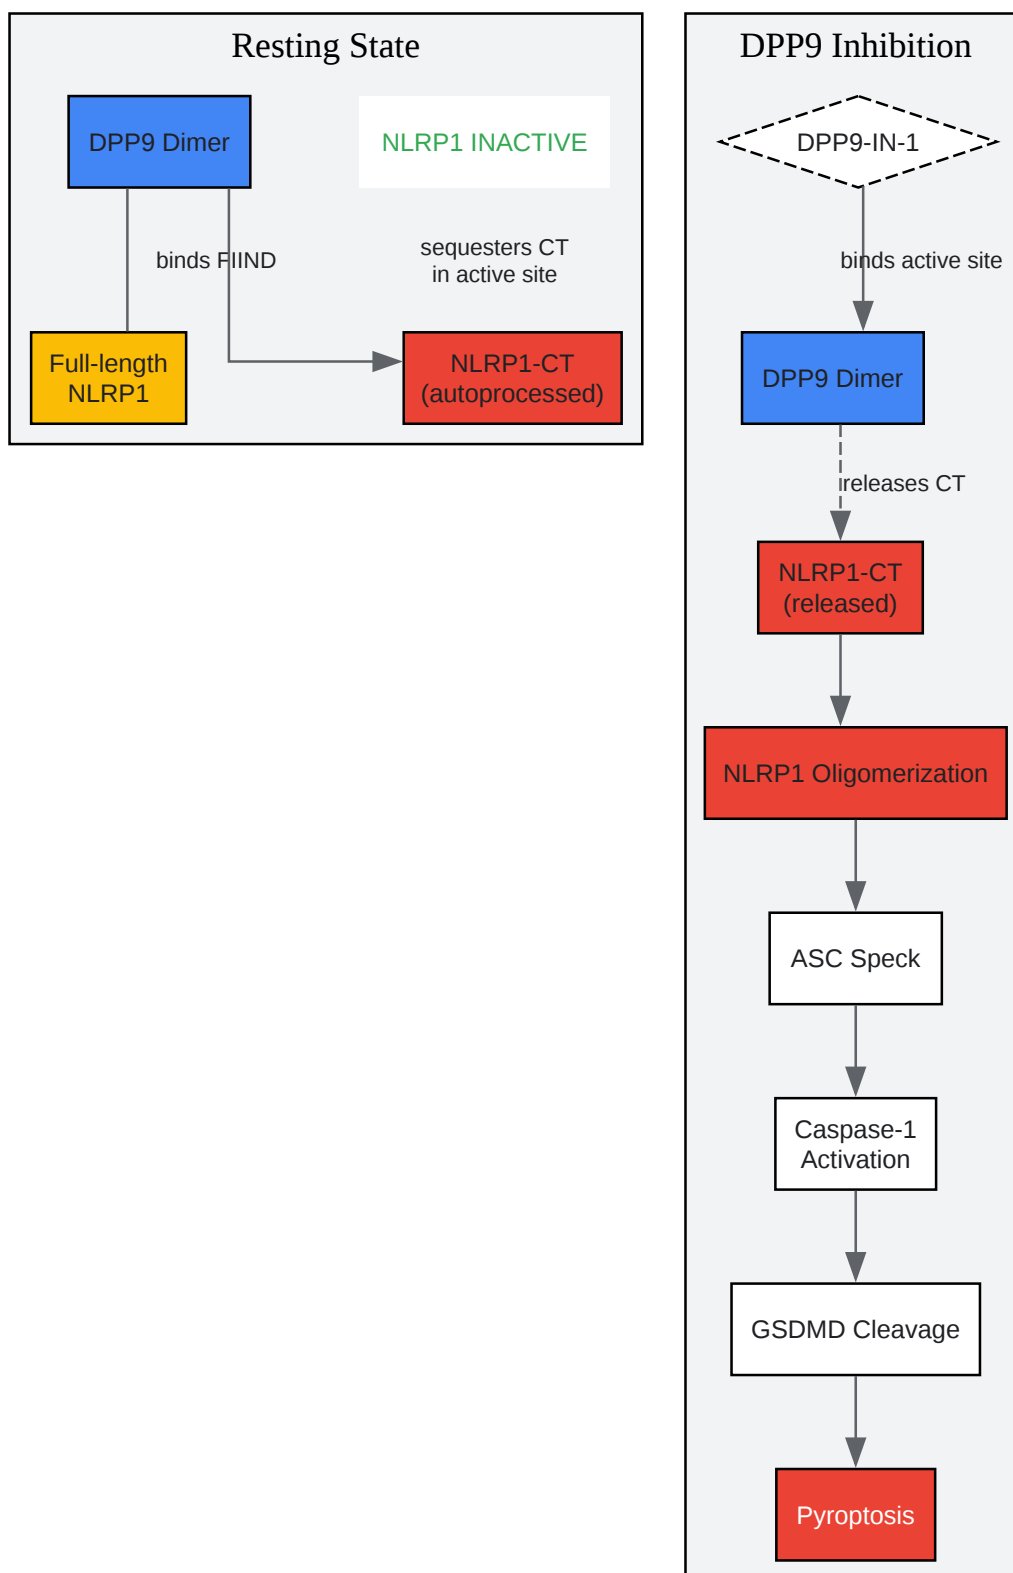 Resting State
DPP9 Dimer
NLRP1 INACTIVE
binds FIIND
sequesters CT
in active site
Full-length
NLRP1
NLRP1-CT
(autoprocessed)
DPP9 Inhibition
DPP9-IN-1
binds active site
DPP9 Dimer
releases CT
NLRP1-CT
(released)
NLRP1 Oligomerization
ASC Speck
Caspase-1
Activation
GSDMD Cleavage
Pyroptosis